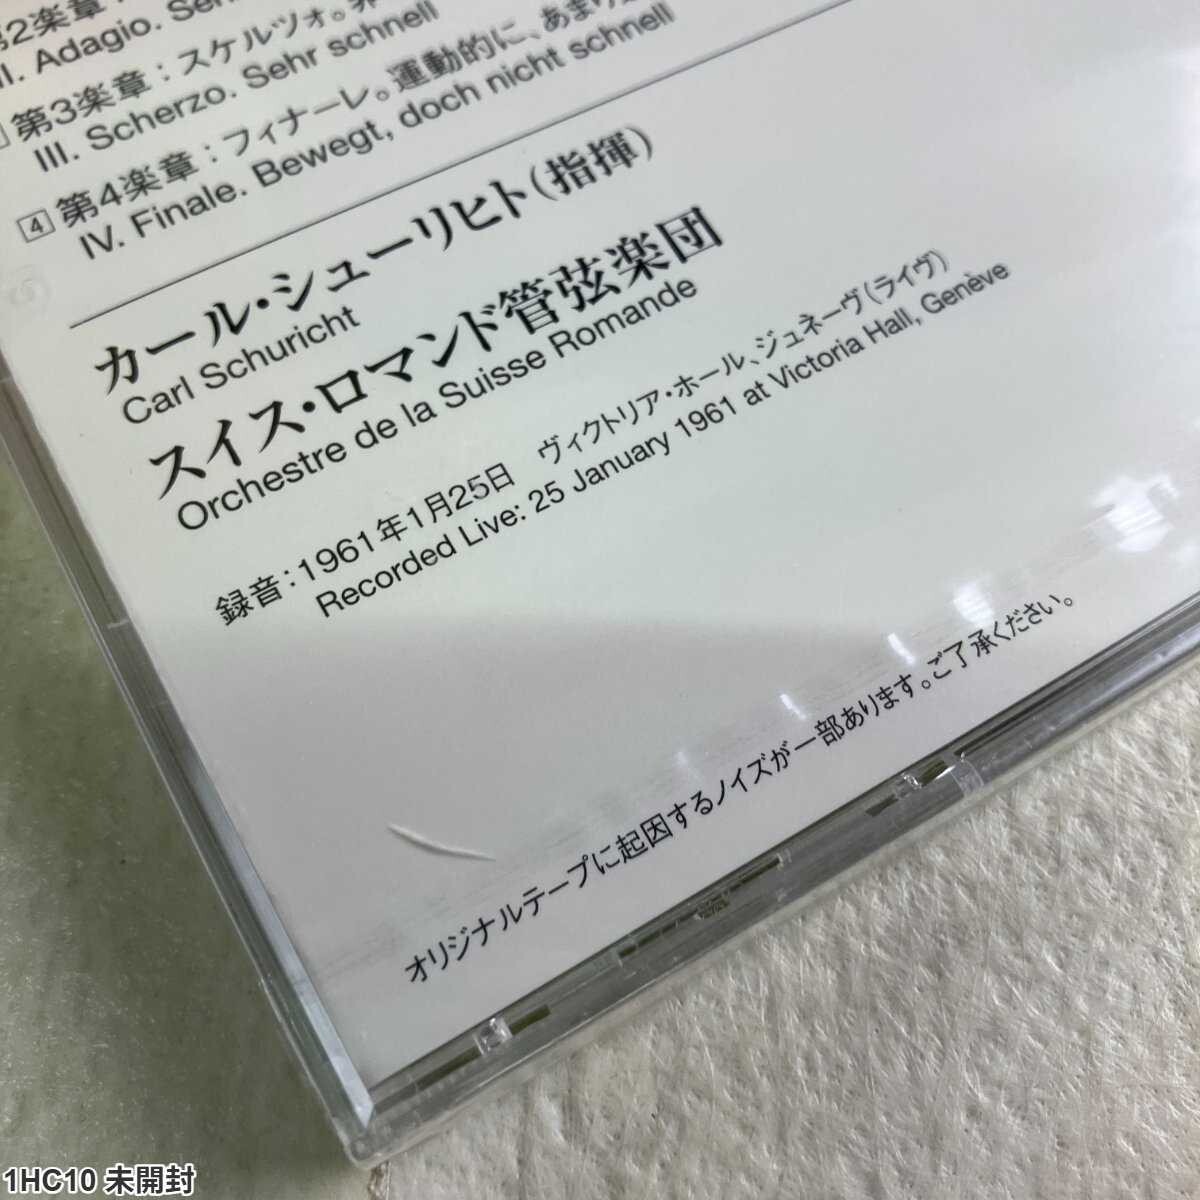 第2楽章：
II. Adagio. Seh
第3楽章：スケルツォ。非
III. Scherzo. Sehr schnell
4 第4楽章：フィナーレ。運動的に、あまり
IV. Finale. Bewegt, doch nicht schnell
カール・シューリヒト（指揮）
Carl Schuricht
スイス・ロマンド管弦楽団
Orchestre de la Suisse Romande
録音：1961年1月25日　ヴィクトリア・ホール、ジュネーヴ（ライヴ）
Recorded Live: 25 January 1961 at Victoria Hall, Genève
オリジナルテープに起因するノイズが一部あります。ご了承ください。
1HC10 未開封